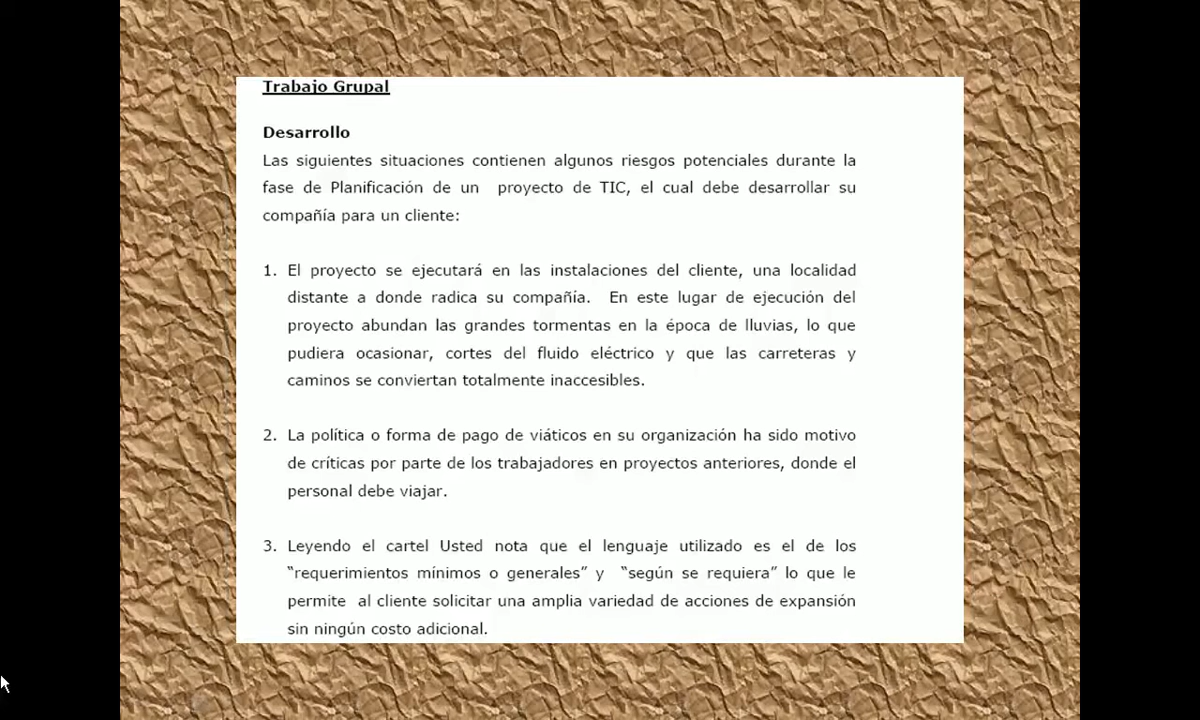 Trabajo Grupal
Desarrollo
Las siguientes situaciones contienen algunos riesgos potenciales durante la
fase de Planificación de un proyecto de TIC, el cual debe desarrollar su
compañía para un cliente:
1. El proyecto se ejecutará en las instalaciones del cliente, una localidad
distante a donde radica su compañía. En este lugar de ejecución del
proyecto abundan las grandes tormentas en la época de lluvias, lo que
pudiera ocasionar, cortes del fluido eléctrico y que las carreteras y
caminos se conviertan totalmente inaccesibles.
2. La política o forma de pago de viáticos en su organización ha sido motivo
de críticas por parte de los trabajadores en proyectos anteriores, donde el
personal debe viajar.
3. Leyendo el cartel Usted nota que el lenguaje utilizado es el de los
“requerimientos mínimos o generales” y “según se requiera” lo que le
permite al cliente solicitar una amplia variedad de acciones de expansión
sin ningún costo adicional.